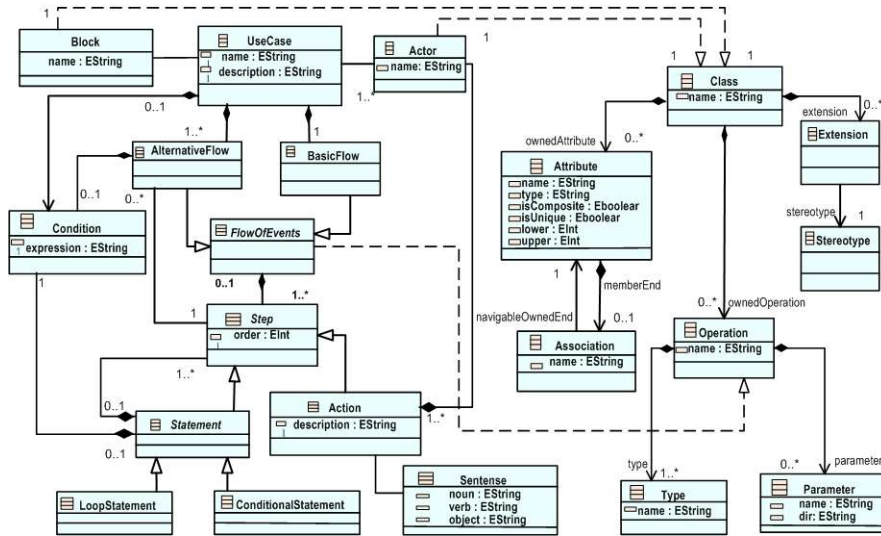 1
1
Block
name : EString
UseCase
name : EString
description : EString
Actor
name: EString
1
1
Class
name : EString
0..1
1..*
1
1..*
extension
0..*
ownedAttribute
0..*
Extension
AlternativeFlow
BasicFlow
Attribute
name : EString
type : EString
isComposite : Eboolear
isUnique : Eboolear
lower : EInt
upper : EInt
0..1
0..*
stereotype
1
Condition
expression : EString
1
FlowOfEvents
Stereotype
0..1
1..*
1
memberEnd
navigableOwnedEnd
0..1
0..*
ownedOperation
1
Step
order : EInt
Association
name : EString
Operation
name : EString
1..*
0..1
Statement
0..1
Action
description : EString
1..*
type
1..*
0..*
parameter
LoopStatement
ConditionalStatement
Sentense
noun : EString
verb : EString
object : EString
Type
name : EString
Parameter
name : EString
dir: EString